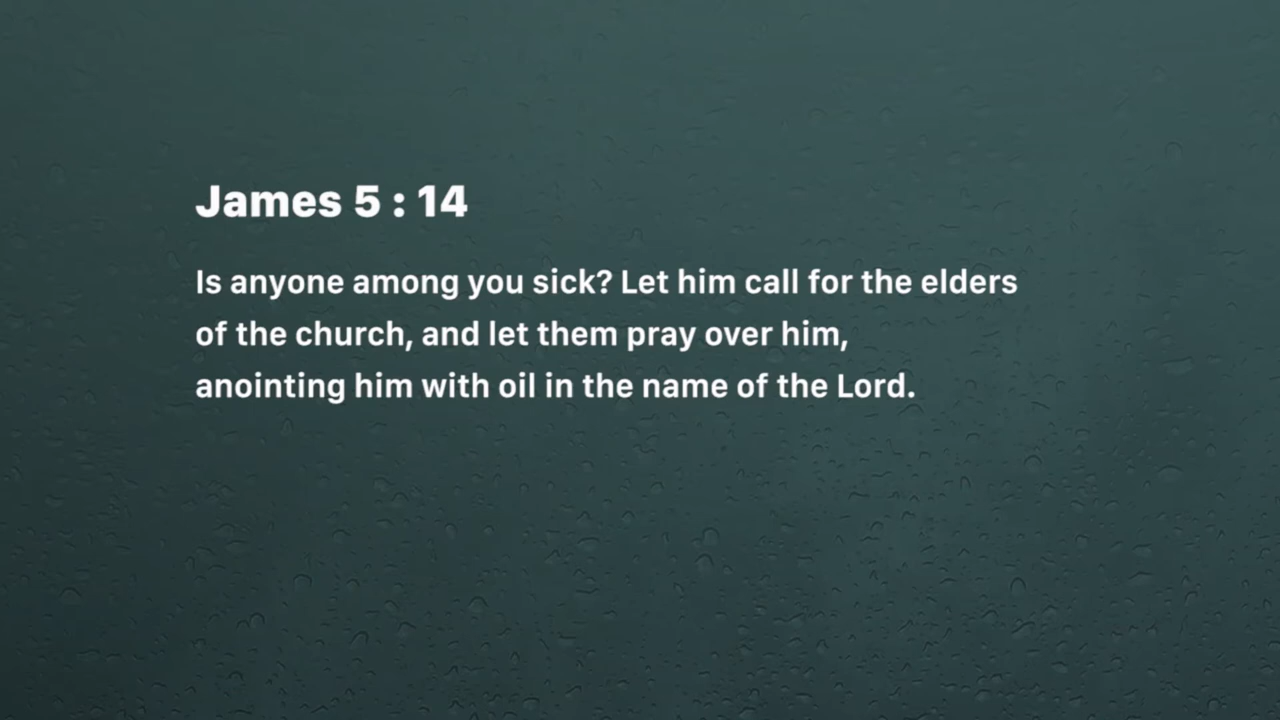 James 5 : 14
Is anyone among you sick? Let him call for the elders
of the church, and let them pray over him,
anointing him with oil in the name of the Lord.